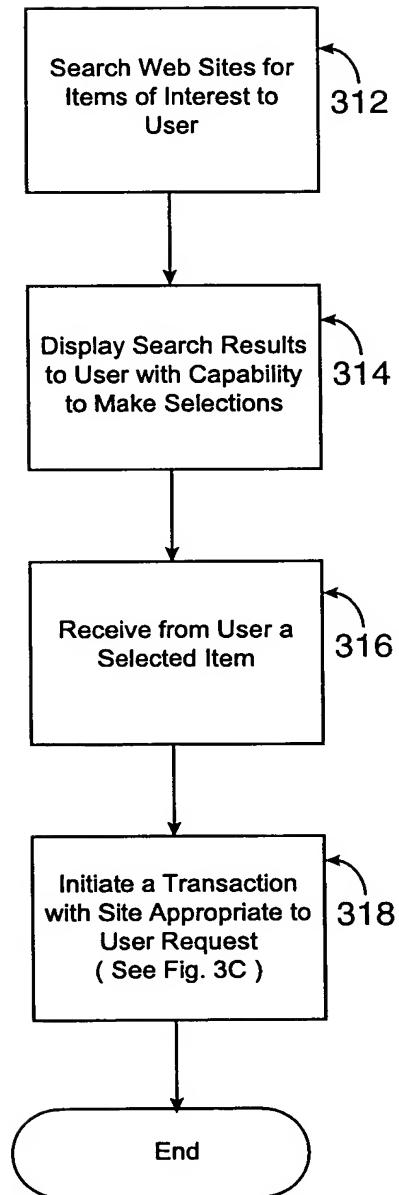 Search Web Sites for
Items of Interest to
User
312
Display Search Results
to User with Capability
to Make Selections
314
Receive from User a
Selected Item
316
Initiate a Transaction
with Site Appropriate to
User Request
( See Fig. 3C )
318
End